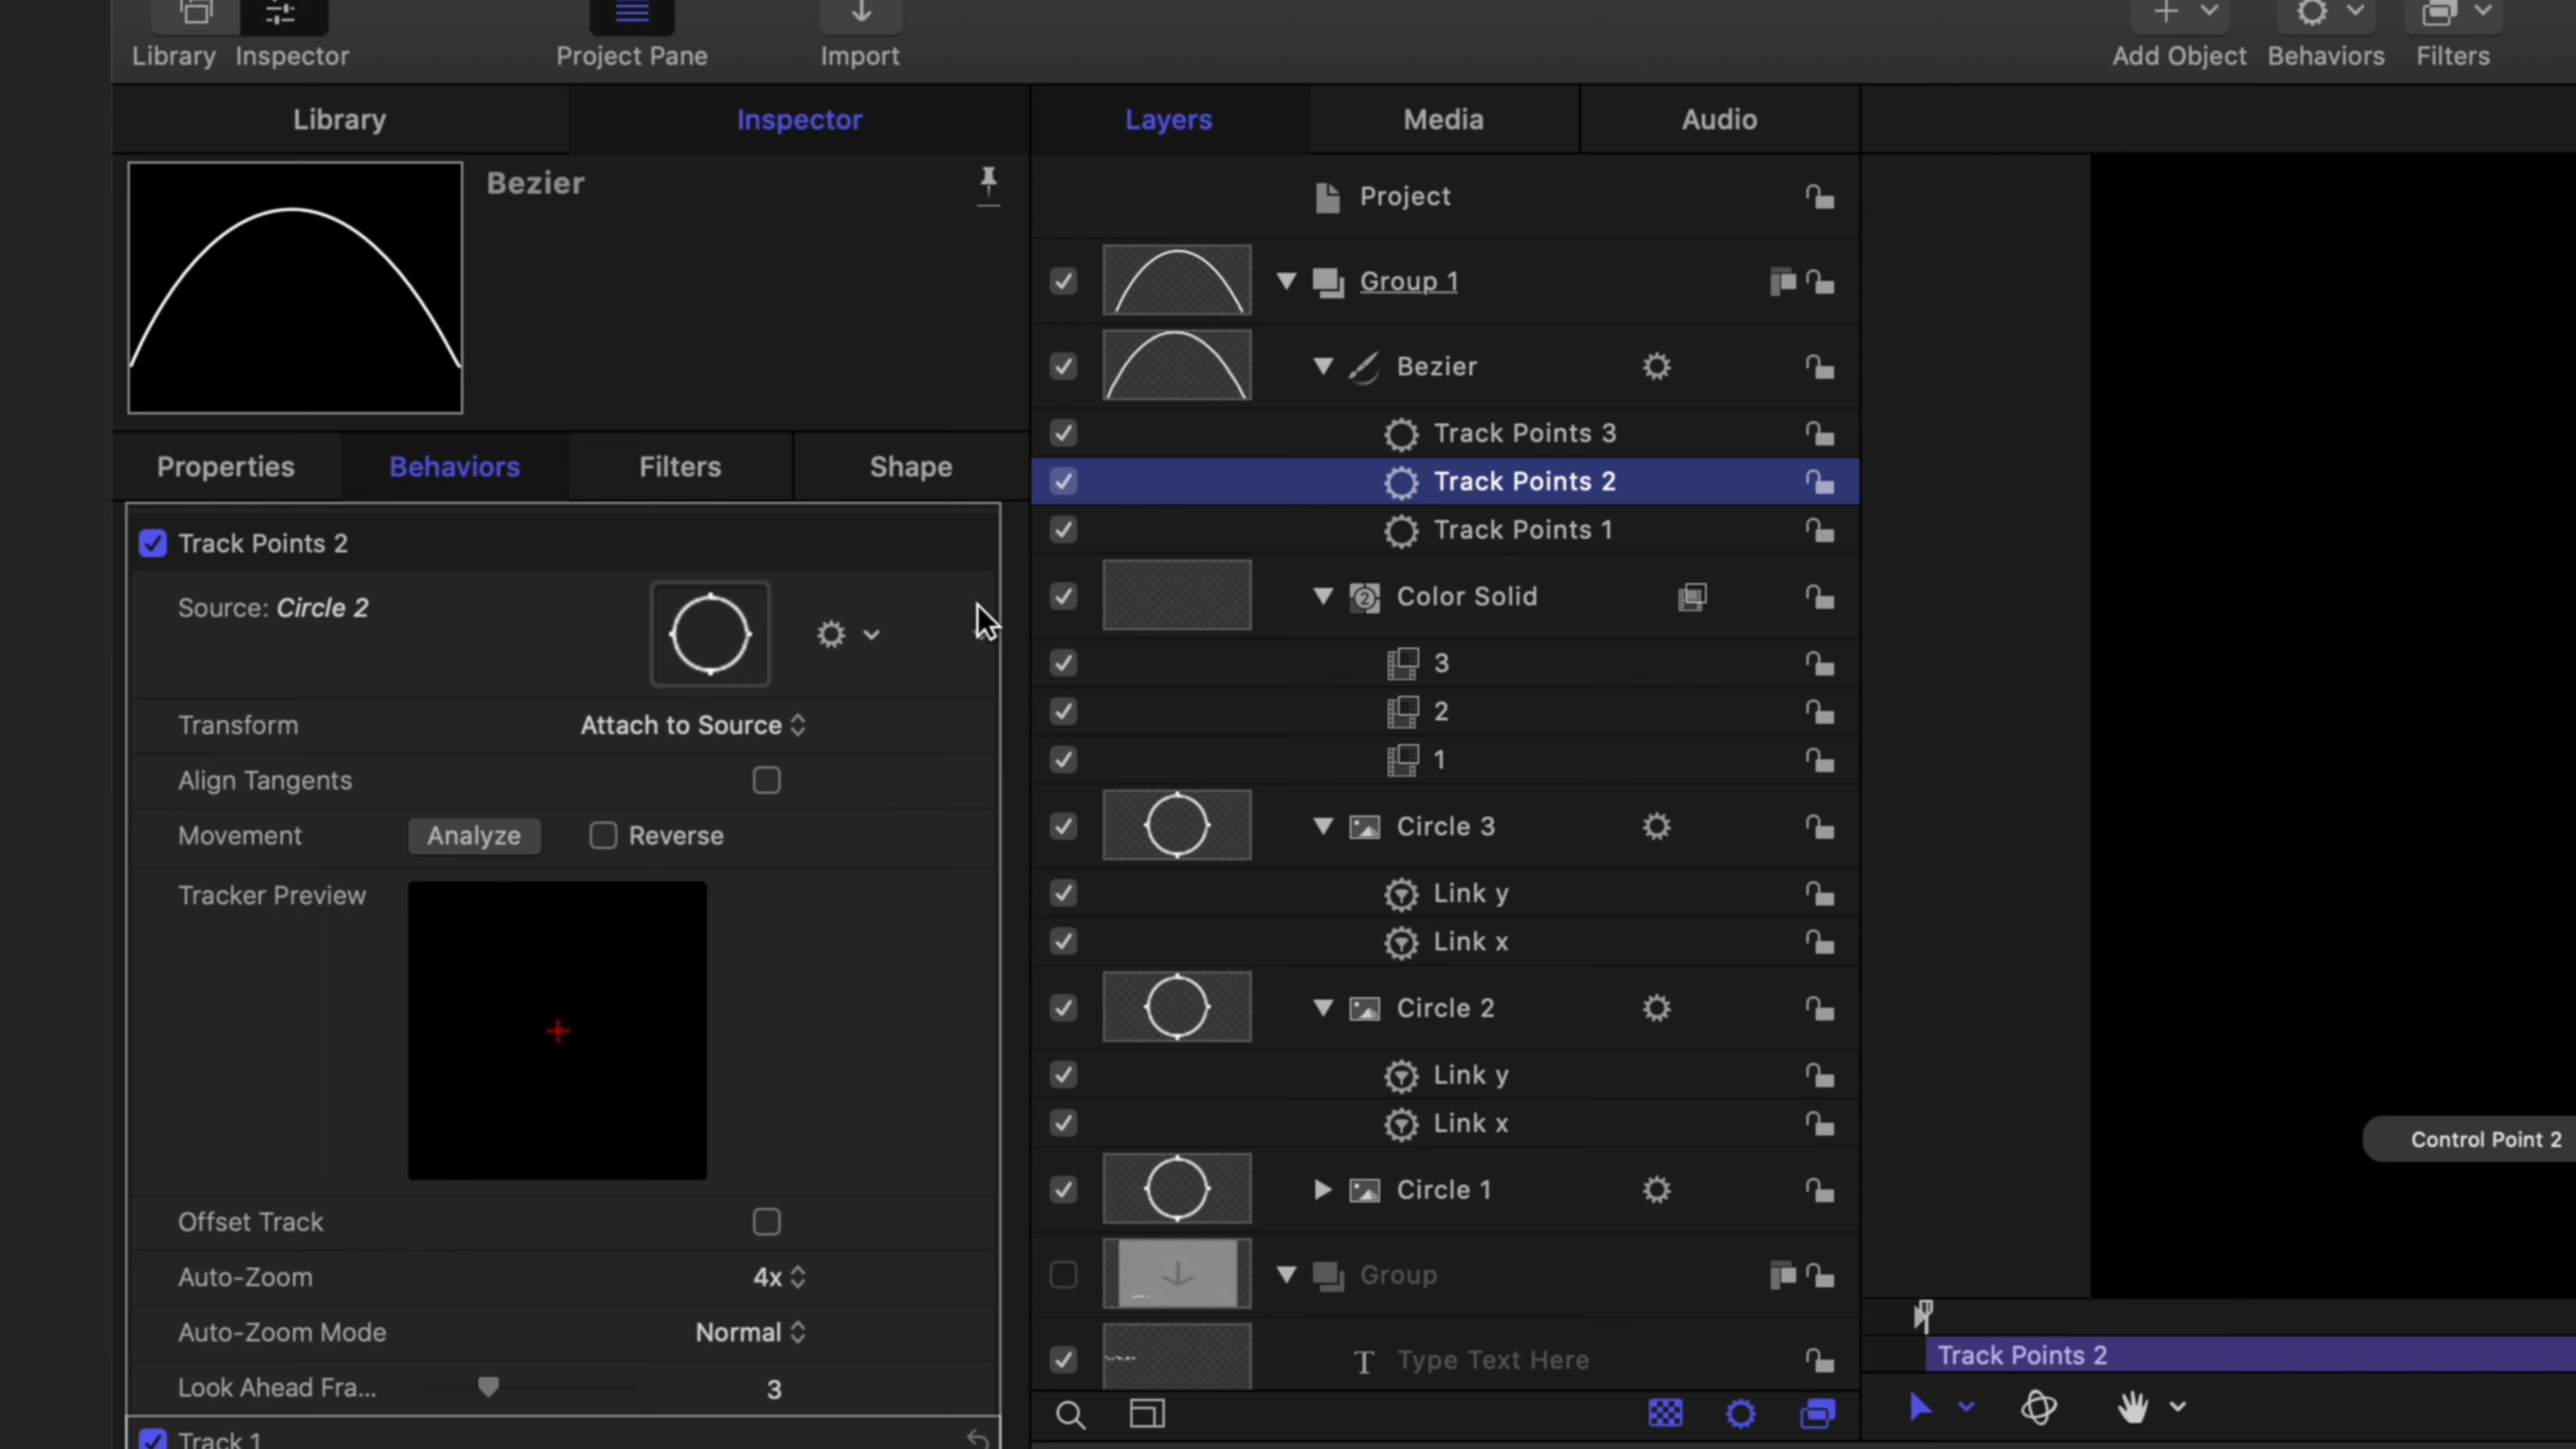 Library Inspector Project Pane Import Add Object Behaviors Filters
Library Inspector Layers Media Audio
Bezier
Properties Behaviors Filters Shape
Track Points 2
Source: Circle 2
Transform Attach to Source
Align Tangents
Movement Analyze Reverse
Tracker Preview
Offset Track
Auto-Zoom 4x
Auto-Zoom Mode Normal
Look Ahead Fra... 3
Track 1
Project
Group 1
Bezier
Track Points 3
Track Points 2
Track Points 1
2 Color Solid
3
2
1
Circle 3
Link y
Link x
Circle 2
Link y
Link x
Circle 1
Group
T Type Text Here
Control Point 2
Track Points 2